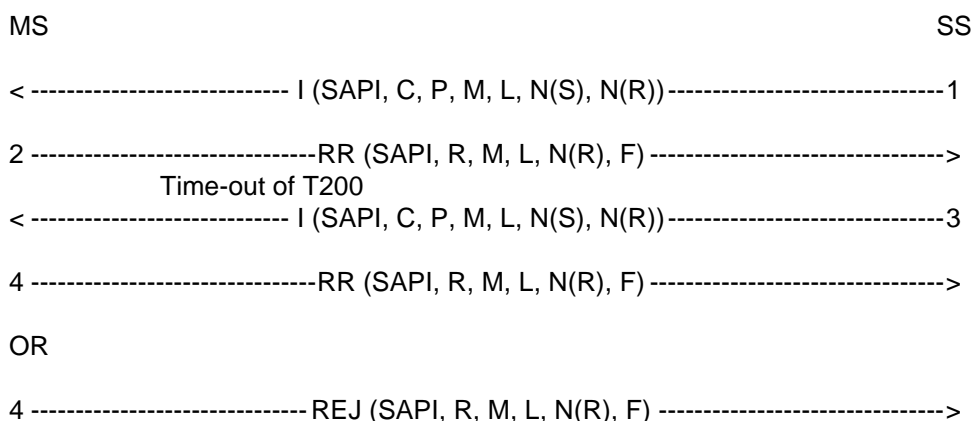 MS SS
< ----------------------------- I (SAPI, C, P, M, L, N(S), N(R))-------------------------------1
2 --------------------------------RR (SAPI, R, M, L, N(R), F) --------------------------------->
Time-out of T200
< ----------------------------- I (SAPI, C, P, M, L, N(S), N(R))-------------------------------3
4 --------------------------------RR (SAPI, R, M, L, N(R), F) --------------------------------->
OR
4 ------------------------------- REJ (SAPI, R, M, L, N(R), F) -------------------------------->